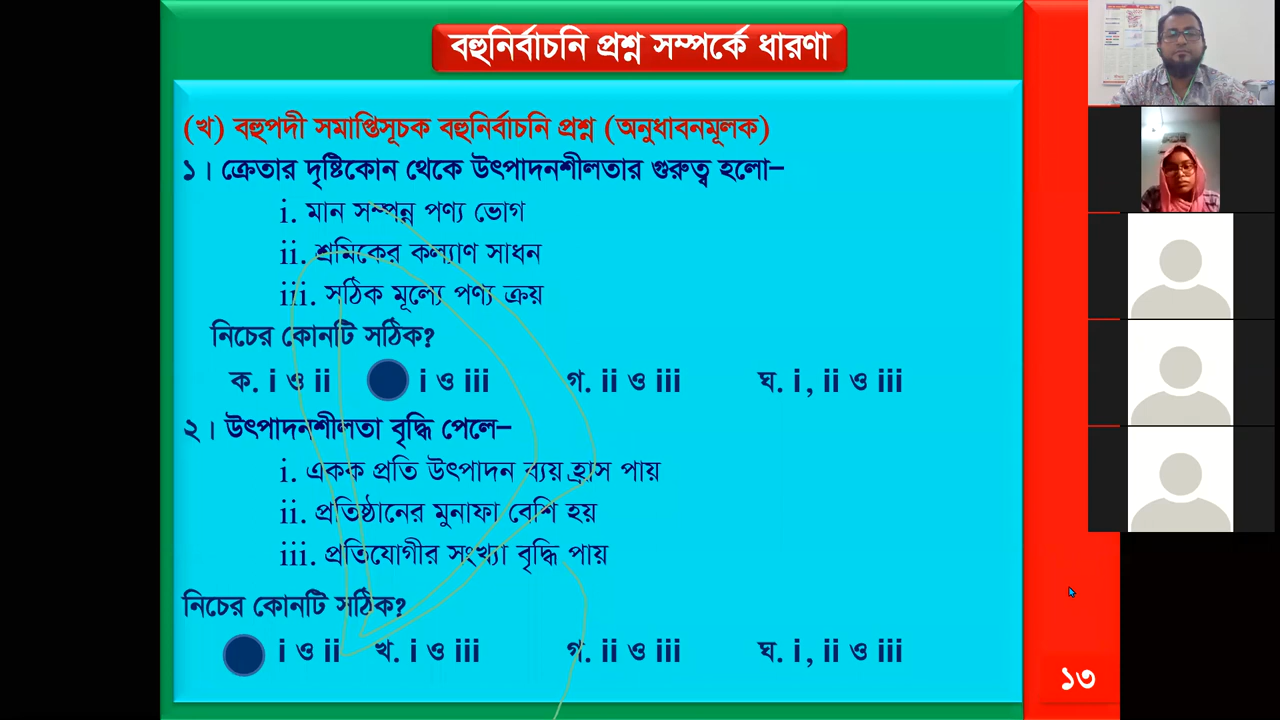 বহুনির্বাচনি প্রশ্ন সম্পর্কে ধারণা
(খ) বহুপদী সমাপ্তিসূচক বহুনির্বাচনি প্রশ্ন (অনুধাবনমূলক)
১। ক্রেতার দৃষ্টিকোন থেকে উৎপাদনশীলতার গুরুত্ব হলো–
i. মান সম্পন্ন পণ্য ভোগ
ii. শ্রমিকের কল্যাণ সাধন
iii. সঠিক মূল্যে পণ্য ক্রয়
নিচের কোনটি সঠিক?
ক. i ও ii i ও iii গ. ii ও iii ঘ. i, ii ও iii
২। উৎপাদনশীলতা বৃদ্ধি পেলে–
i. একক প্রতি উৎপাদন ব্যয় হ্রাস পায়
ii. প্রতিষ্ঠানের মুনাফা বেশি হয়
iii. প্রতিযোগীর সংখ্যা বৃদ্ধি পায়
নিচের কোনটি সঠিক?
i ও ii খ. i ও iii গ. ii ও iii ঘ. i, ii ও iii
১৩